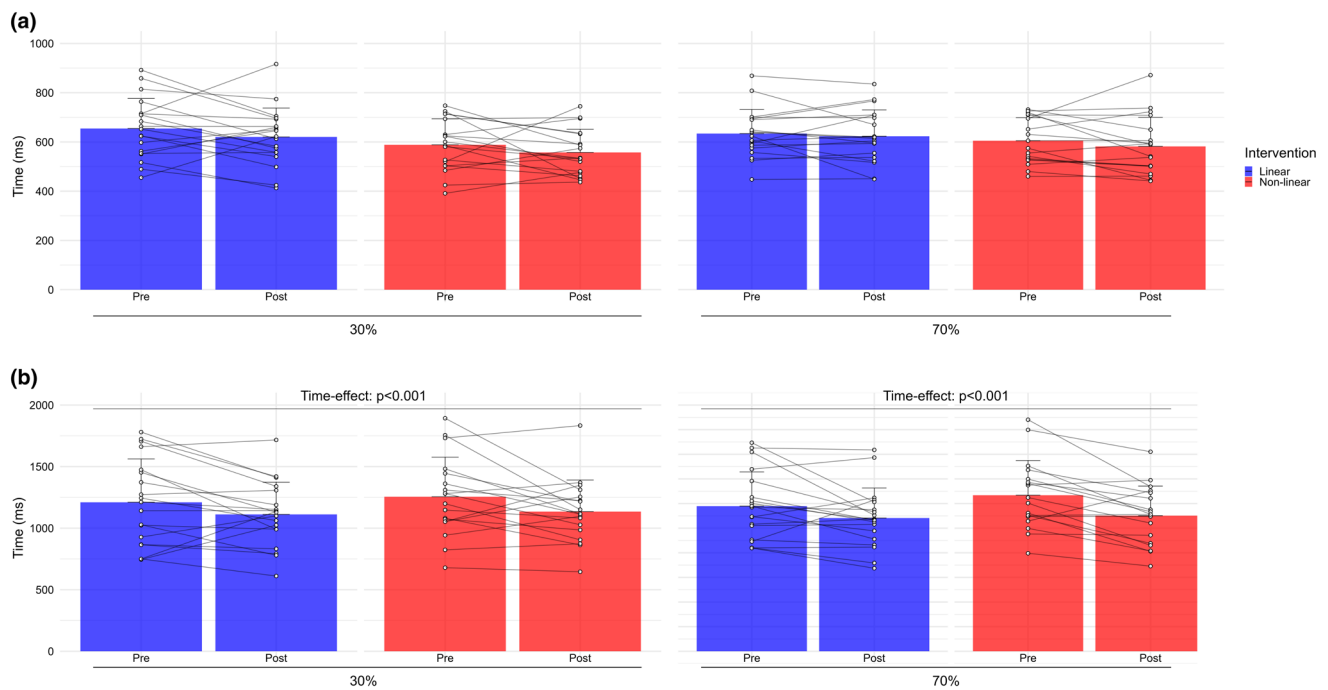 (a)
1000
800
600
400
200
0
Time (ms)
Pre Post Pre Post Pre Post Pre Post
30% 70%
Intervention
Linear
Non-linear
(b)
Time-effect: p<0.001 Time-effect: p<0.001
2000
1500
1000
500
0
Time (ms)
Pre Post Pre Post Pre Post Pre Post
30% 70%